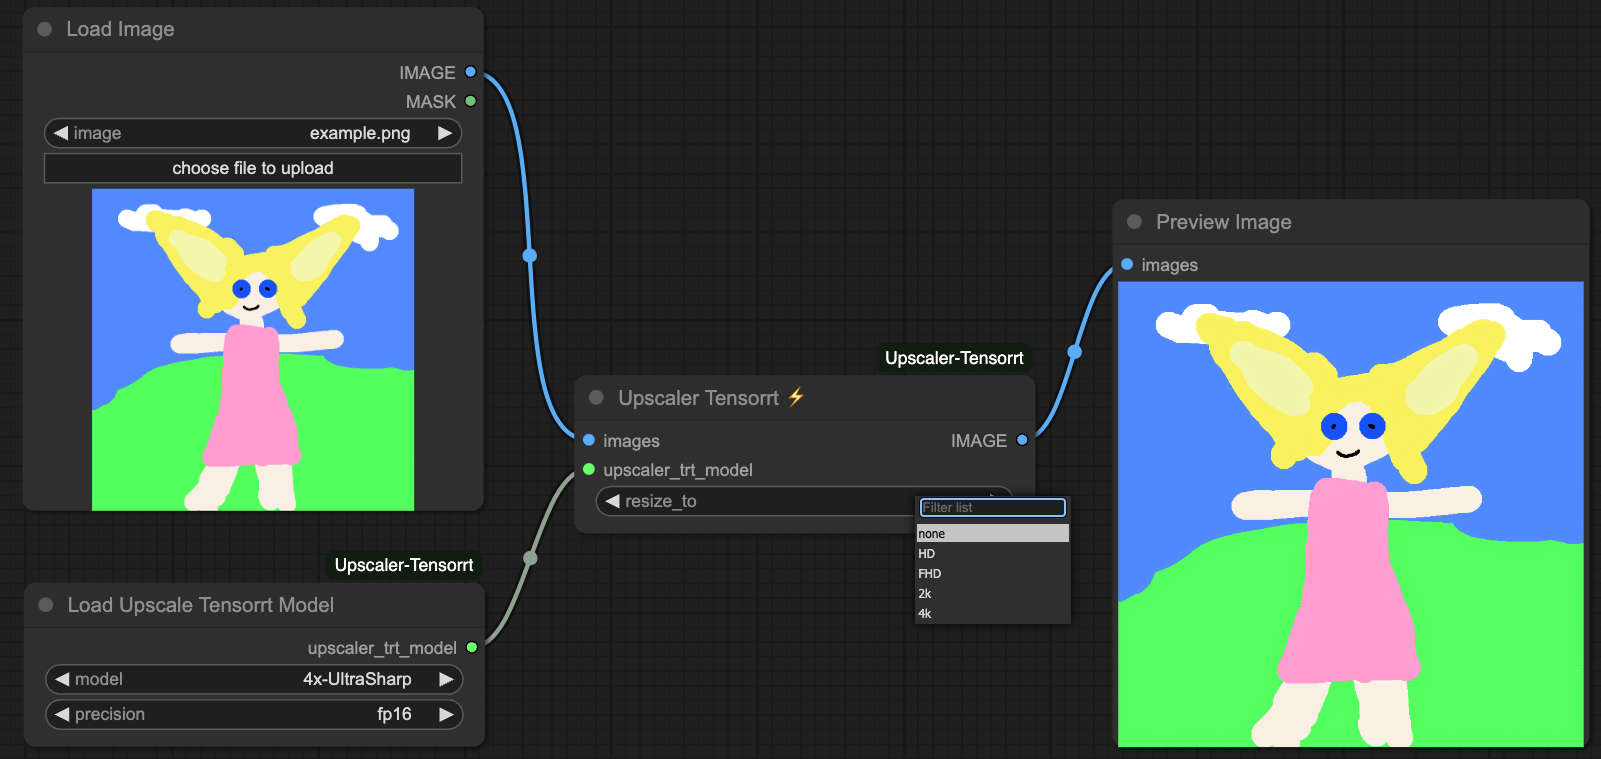 Load Image
IMAGE
MASK
image example.png
choose file to upload
Upscaler-Tensorrt
Load Upscale Tensorrt Model
upscaler_trt_model
model 4x-UltraSharp
precision fp16
Upscaler-Tensorrt
Upscaler Tensorrt ⚡
images IMAGE
upscaler_trt_model
resize_to
Filter list
none
HD
FHD
2k
4k
Preview Image
images